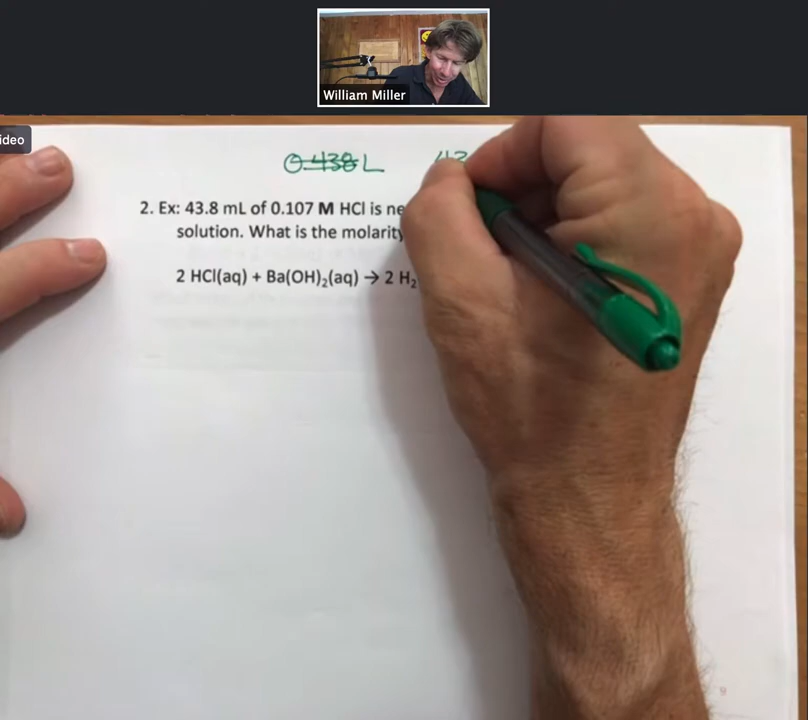 William Miller
ideo
0.438 L 43
2. Ex: 43.8 mL of 0.107 M HCl is ne
solution. What is the molarity
2 HCl(aq) + Ba(OH)₂(aq) → 2 H₂